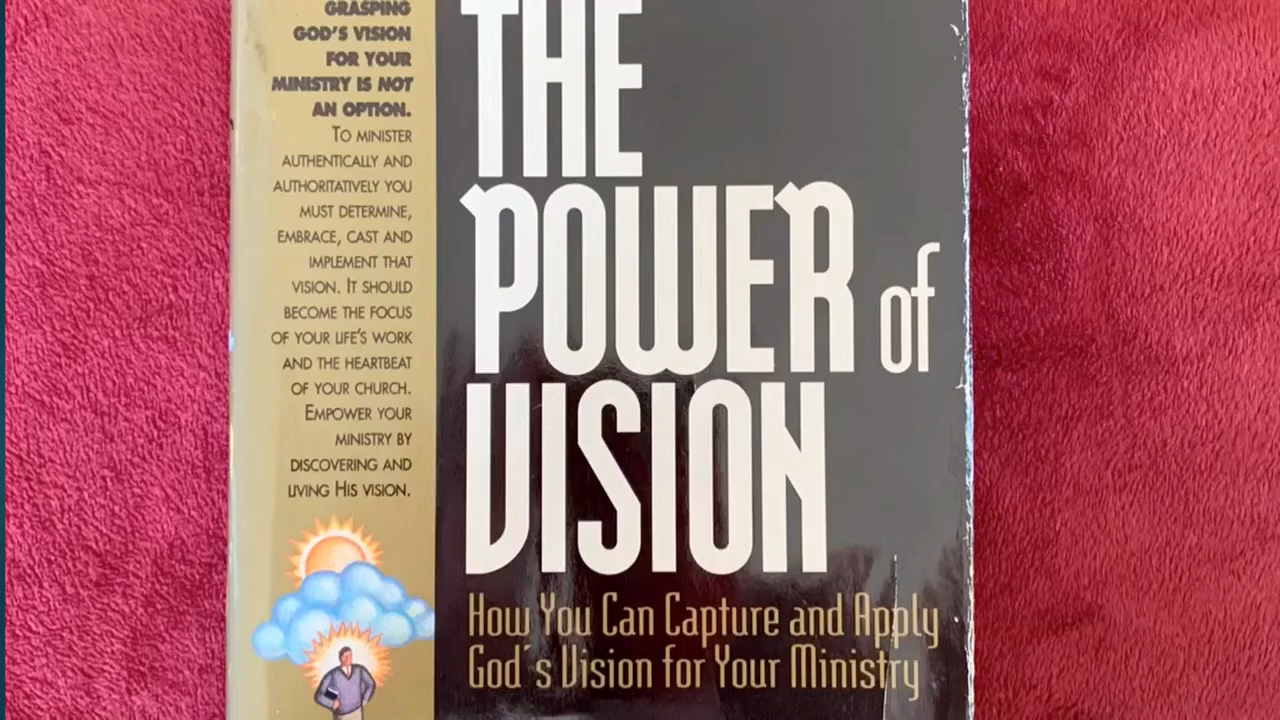 GRASPING
GOD'S VISION
FOR YOUR
MINISTRY IS NOT
AN OPTION.
TO MINISTER
AUTHENTICALLY AND
AUTHORITATIVELY YOU
MUST DETERMINE,
EMBRACE, CAST AND
IMPLEMENT THAT
VISION. IT SHOULD
BECOME THE FOCUS
OF YOUR LIFE'S WORK
AND THE HEARTBEAT
OF YOUR CHURCH.
EMPOWER YOUR
MINISTRY BY
DISCOVERING AND
LIVING HIS VISION.
THE
POWER of
VISION
How You Can Capture and Apply
God's Vision for Your Ministry